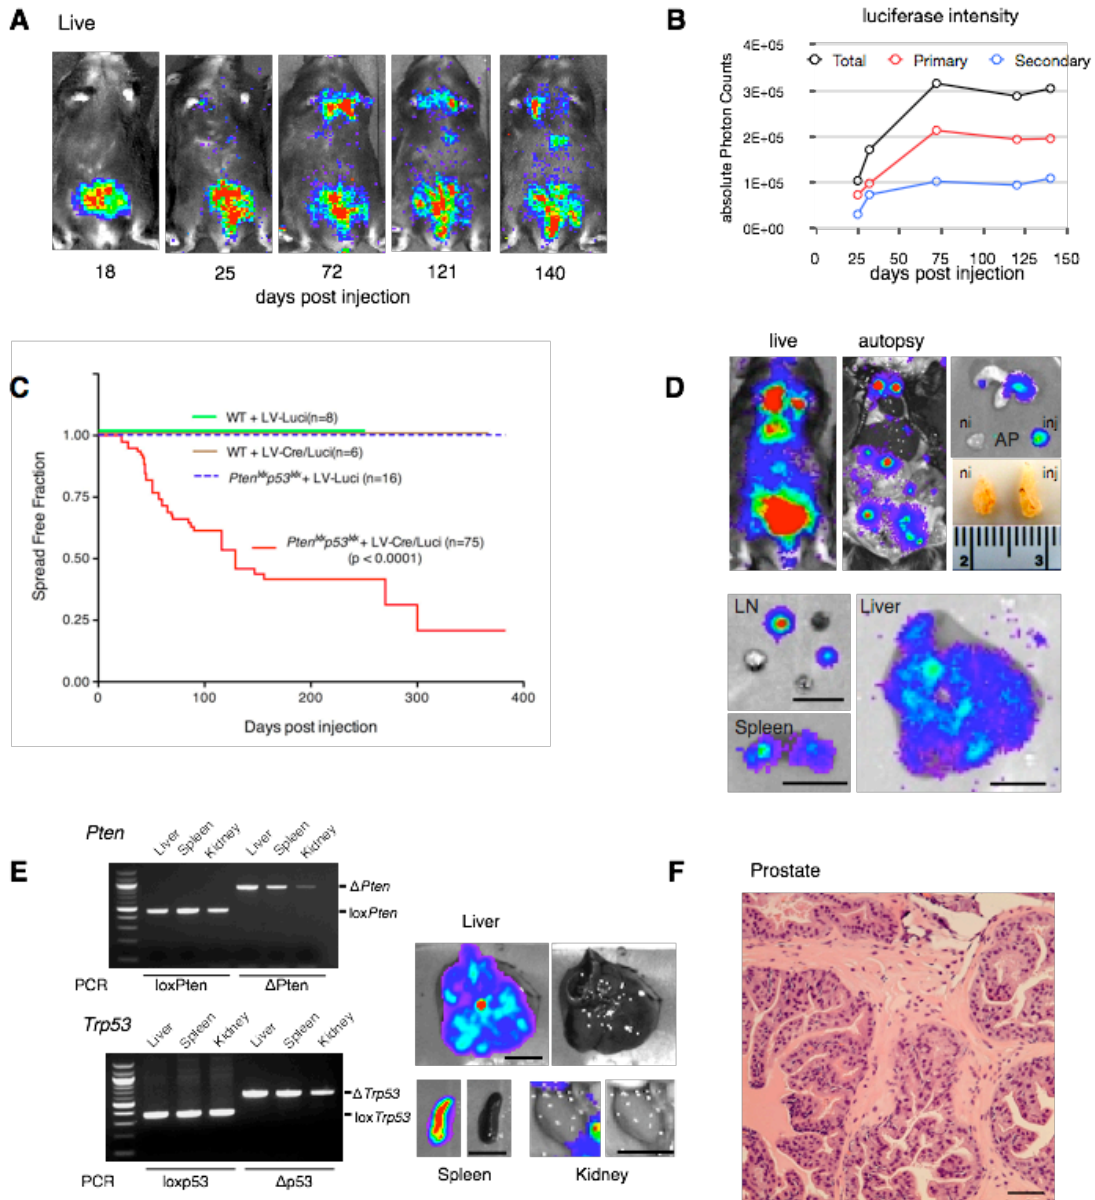 A
Live
18
25
72
121
140
days post injection
B
luciferase intensity
absolute Photon Counts
4E+05
3E+05
2E+05
1E+05
0E+00
Total
Primary
Secondary
0
25
50
75
100
125
150
days post injection
C
Spread Free Fraction
1.00
0.75
0.50
0.25
0.00
WT + LV-Luci(n=8)
WT + LV-Cre/Luci(n=6)
+ LV-Luci (n=16)
+ LV-Cre/Luci (n=75)
(p < 0.0001)
0
100
200
300
400
Days post injection
D
live
autopsy
ni
AP
inj
ni
inj
2
3
LN
Liver
Spleen
E
Pten
Liver
Spleen
Kidney
Liver
Spleen
Kidney
ΔPten
loxPten
PCR
loxPten
ΔPten
Trp53
Liver
Spleen
Kidney
Liver
Spleen
Kidney
ΔTrp53
loxTrp53
PCR
loxp53
Δp53
Liver
Spleen
Kidney
F
Prostate